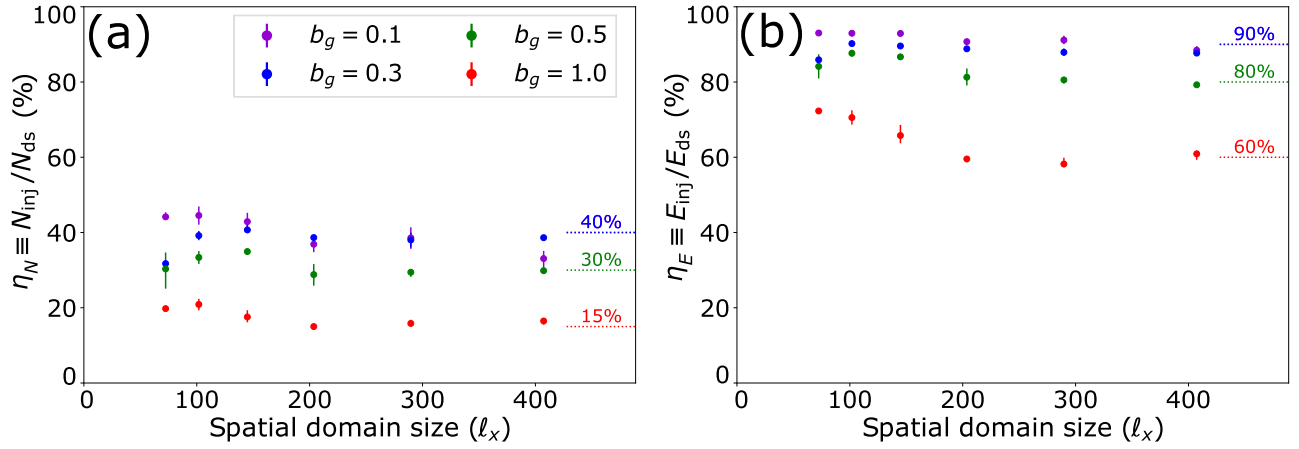 (a)
b_g = 0.1
b_g = 0.5
b_g = 0.3
b_g = 1.0
η_N ≡ N_inj/N_ds (%)
100
80
60
40
20
0
40%
30%
15%
0 100 200 300 400
Spatial domain size (ℓ_x)
(b)
η_E ≡ E_inj/E_ds (%)
100
80
60
40
20
0
90%
80%
60%
0 100 200 300 400
Spatial domain size (ℓ_x)